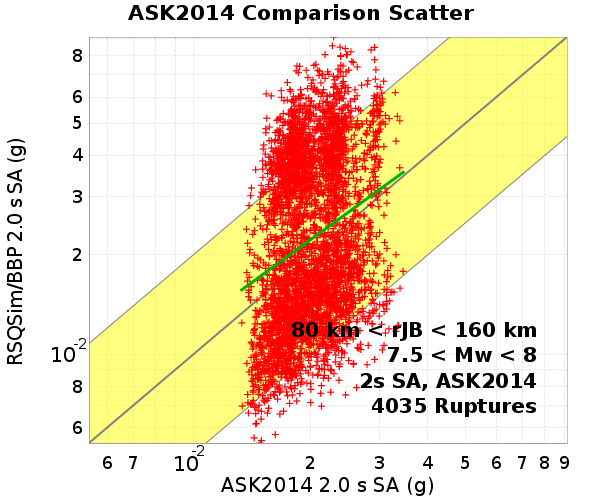 ASK2014 Comparison Scatter
RSQSim/BBP 2.0 s SA (g)
8
6
5
4
3
2
10-2
8
6
80 km < rJB < 160 km
7.5 < Mw < 8
2s SA, ASK2014
4035 Ruptures
6 7 10-2 2 3 4 5 6 7 8 9
ASK2014 2.0 s SA (g)